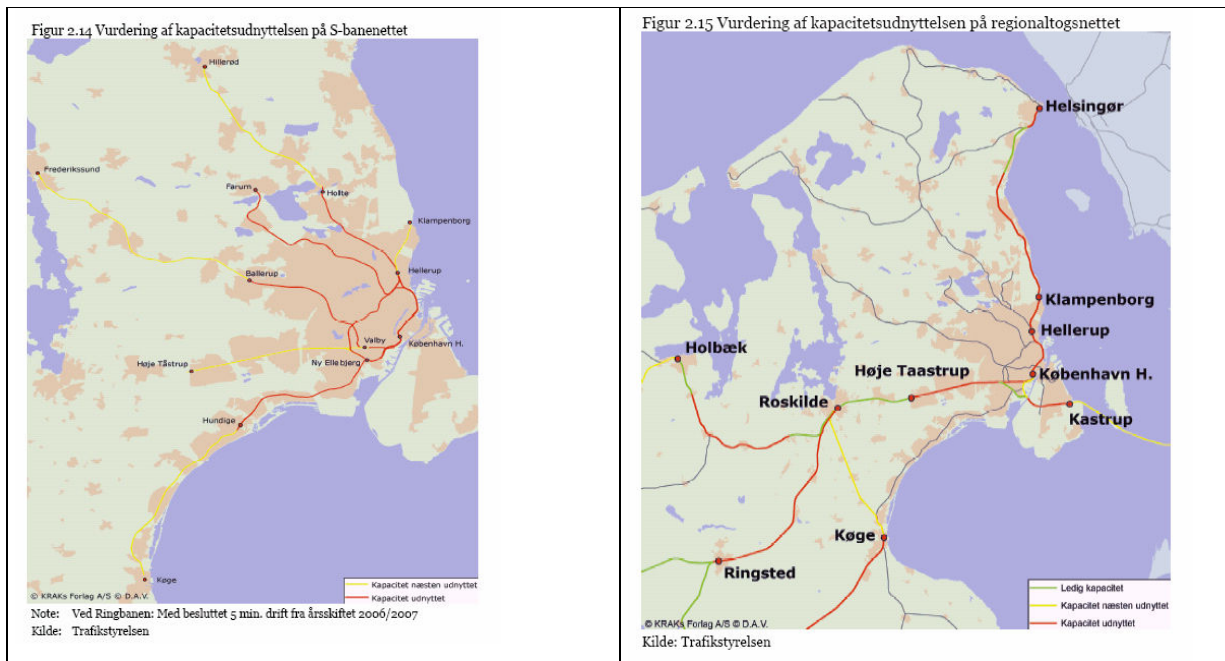 Figur 2.14 Vurdering af kapacitetsudnyttelsen på S-banenettet
Hillerød
Frederikssund
Farum
Holte
Klampenborg
Hellerup
Ballerup
Valby
København H.
Høje Tåstrup
Ny Ellebjerg
Hundige
Køge
Kapacitet næsten udnyttet
Kapacitet udnyttet
© KRAKs Forlag A/S © D.A.V.
Note: Ved Ringbanen: Med besluttet 5 min. drift fra årsskiftet 2006/2007
Kilde: Trafikstyrelsen
Figur 2.15 Vurdering af kapacitetsudnyttelsen på regionaltogsnettet
Helsingør
Klampenborg
Hellerup
Holbæk
Høje Taastrup
København H.
Roskilde
Kastrup
Køge
Ringsted
Ledig kapacitet
Kapacitet næsten udnyttet
Kapacitet udnyttet
© KRAKs Forlag A/S © D.A.V.
Kilde: Trafikstyrelsen